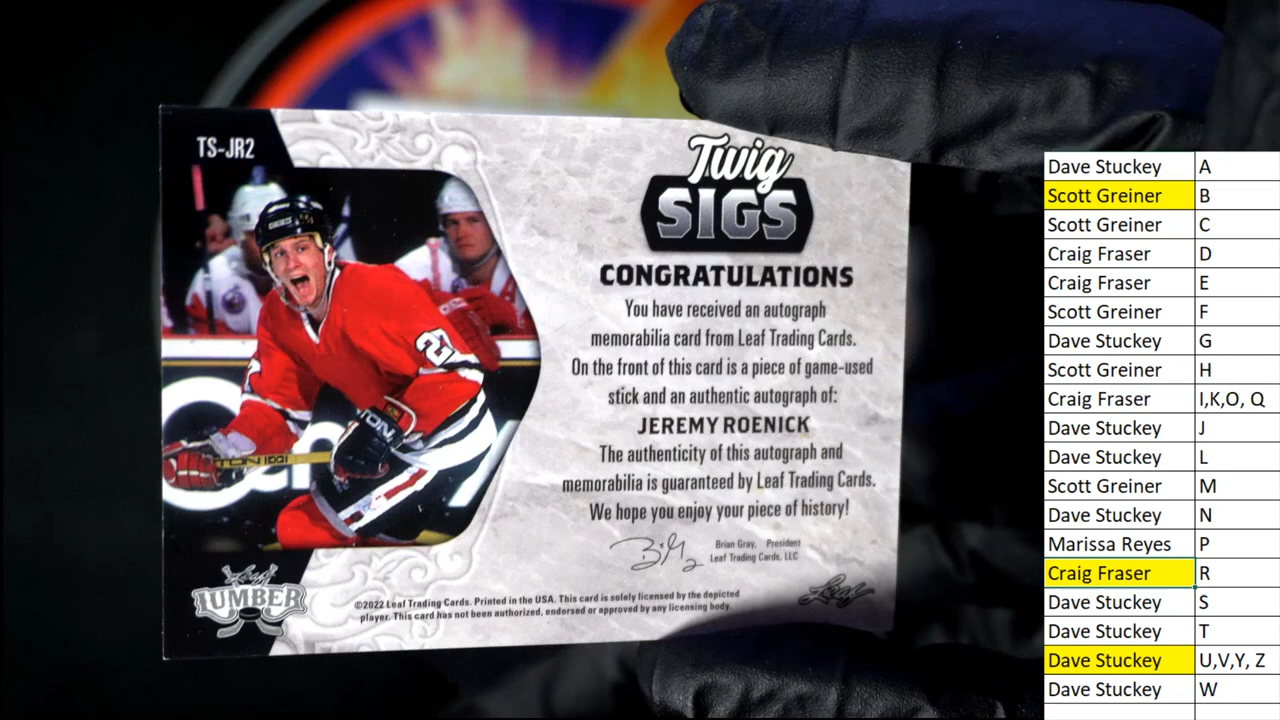 TS-JR2
Twig
SIGS
CONGRATULATIONS
You have received an autograph
memorabilia card from Leaf Trading Cards.
On the front of this card is a piece of game-used
stick and an authentic autograph of:
JEREMY ROENICK
The authenticity of this autograph and
memorabilia is guaranteed by Leaf Trading Cards.
We hope you enjoy your piece of history!
Brian Gray, President
Leaf Trading Cards, LLC
Leaf
LUMBER
©2022 Leaf Trading Cards. Printed in the USA. This card is solely licensed by the depicted
player. This card has not been authorized, endorsed or approved by any licensing body.
Leaf
27
Dave Stuckey A
Scott Greiner B
Scott Greiner C
Craig Fraser D
Craig Fraser E
Scott Greiner F
Dave Stuckey G
Scott Greiner H
Craig Fraser I,K,O, Q
Dave Stuckey J
Dave Stuckey L
Scott Greiner M
Dave Stuckey N
Marissa Reyes P
Craig Fraser R
Dave Stuckey S
Dave Stuckey T
Dave Stuckey U,V,Y, Z
Dave Stuckey W